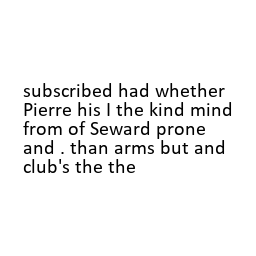 subscribed had whether
Pierre his I the kind mind
from of Seward prone
and . than arms but and
club's the the